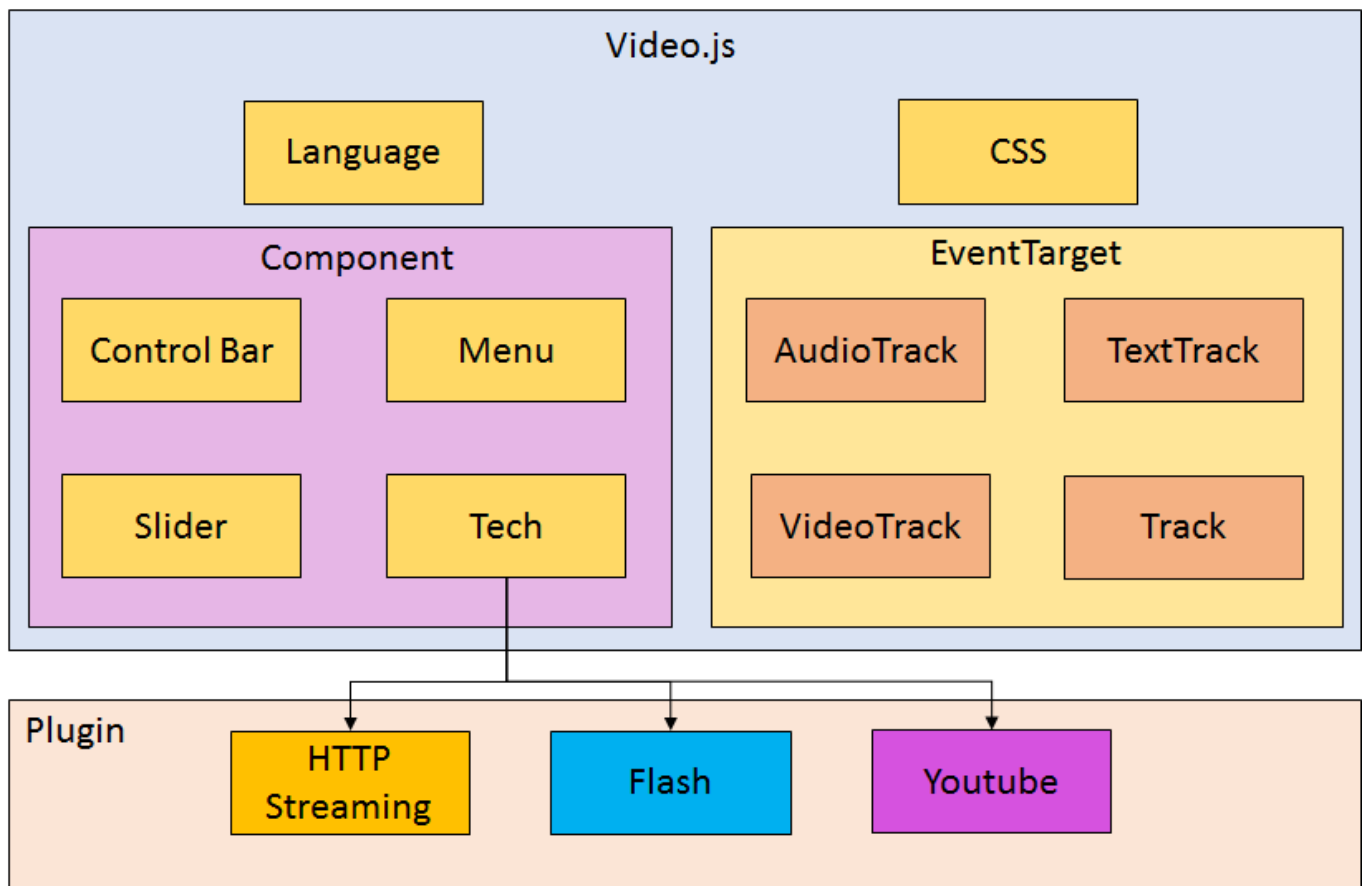 Video.js
Language
CSS
Component
EventTarget
Control Bar
Menu
AudioTrack
TextTrack
Slider
Tech
VideoTrack
Track
Plugin
HTTP
Streaming
Flash
Youtube